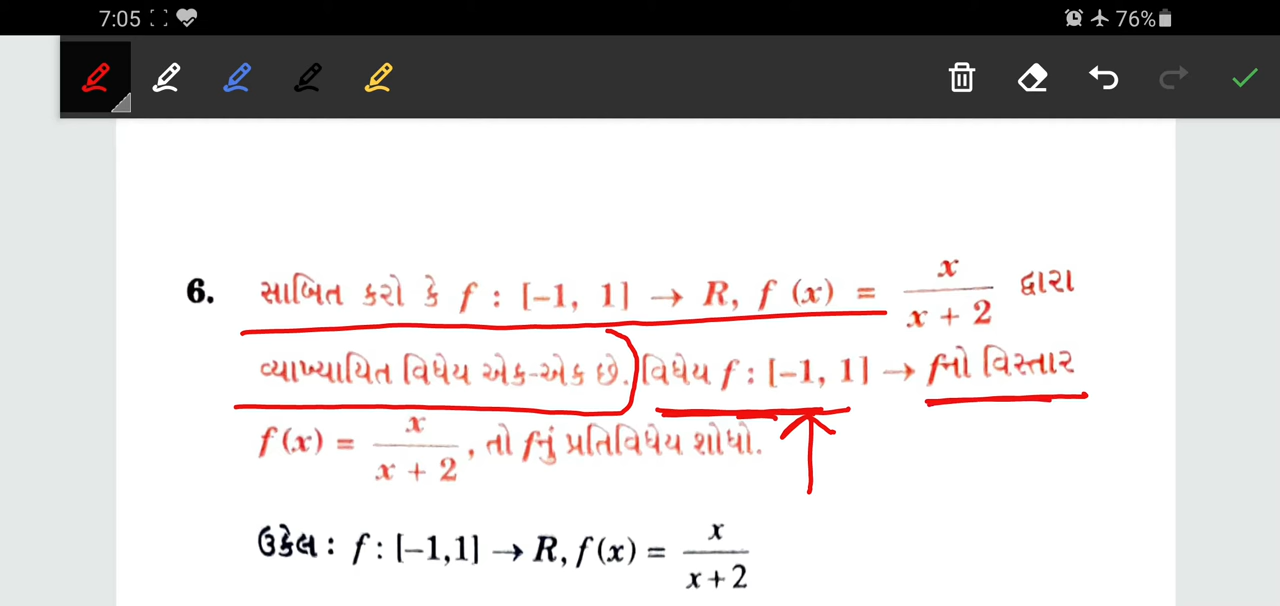 7:05 76%
6. સાબિત કરો કે f : [–1, 1] → R, f (x) = x / (x + 2) દ્વારા
વ્યાખ્યાયિત વિધેય એક-એક છે. વિધેય f : [–1, 1] → fનો વિસ્તાર
f (x) = x / (x + 2), તો fનું પ્રતિવિધેય શોધો.
ઉકેલ : f : [–1,1] → R, f (x) = x / (x + 2)